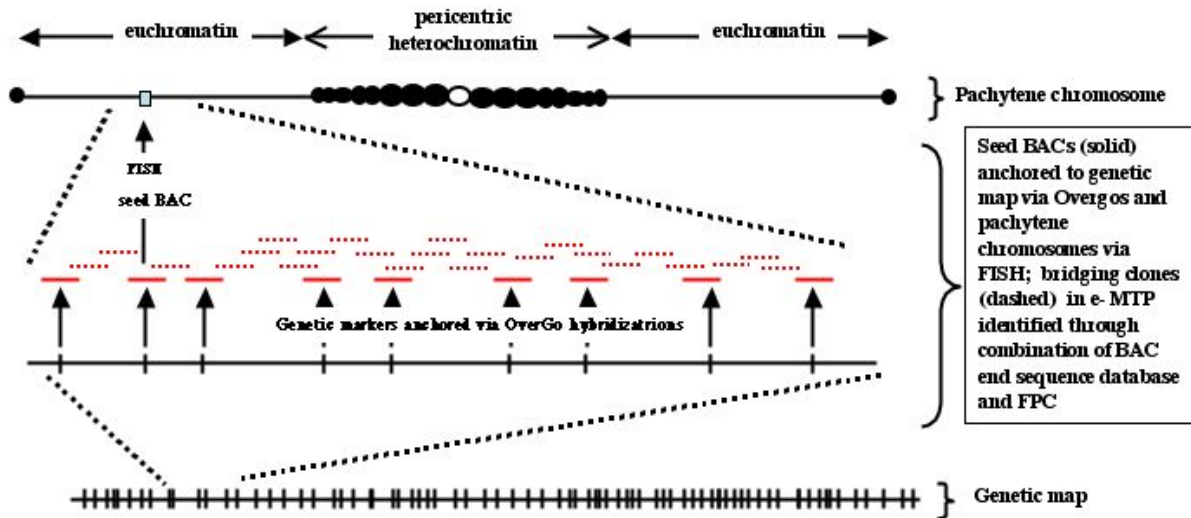 euchromatin
pericentric
heterochromatin
euchromatin
Pachytene chromosome
FISH
seed BAC
Seed BACs (solid)
anchored to genetic
map via Overgos and
pachytene
chromosomes via
FISH; bridging clones
(dashed) in e- MTP
identified through
combination of BAC
end sequence database
and FPC
Genetic markers anchored via OverGo hybridizatrions
Genetic map